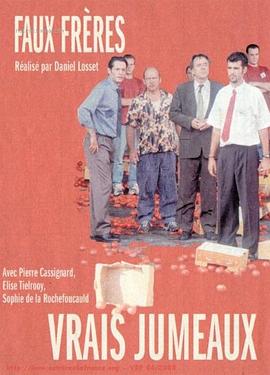 FAUX FRÈRES
Réalisé par Daniel Losset
Avec Pierre Cassignard,
Elise Tielrooy,
Sophie de la Rochefoucauld
VRAIS JUMEAUX